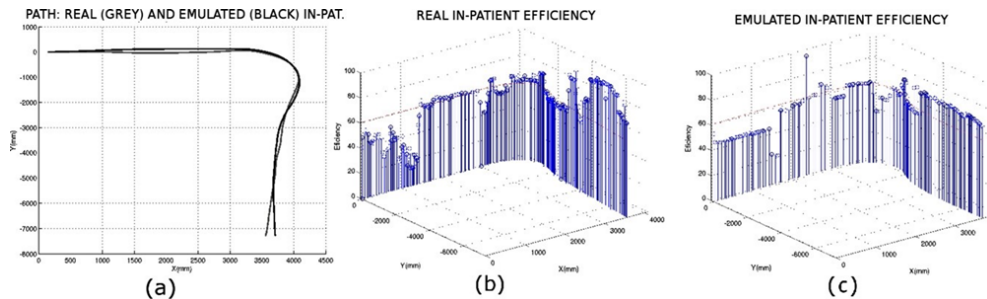 PATH: REAL (GREY) AND EMULATED (BLACK) IN-PAT.
1000
0
-1000
-2000
-3000
-4000
-5000
-6000
-7000
-8000
Y(mm)
0 500 1000 1500 2000 2500 3000 3500 4000 4500
X(mm)
(a)
REAL IN-PATIENT EFFICIENCY
100
80
60
40
20
0
Efficiency
-2000
-4000
-6000
Y(mm)
0
1000
2000
3000
4000
X(mm)
(b)
EMULATED IN-PATIENT EFFICIENCY
100
80
60
40
20
0
Efficiency
-2000
-4000
-6000
Y(mm)
0
1000
2000
3000
X(mm)
(c)